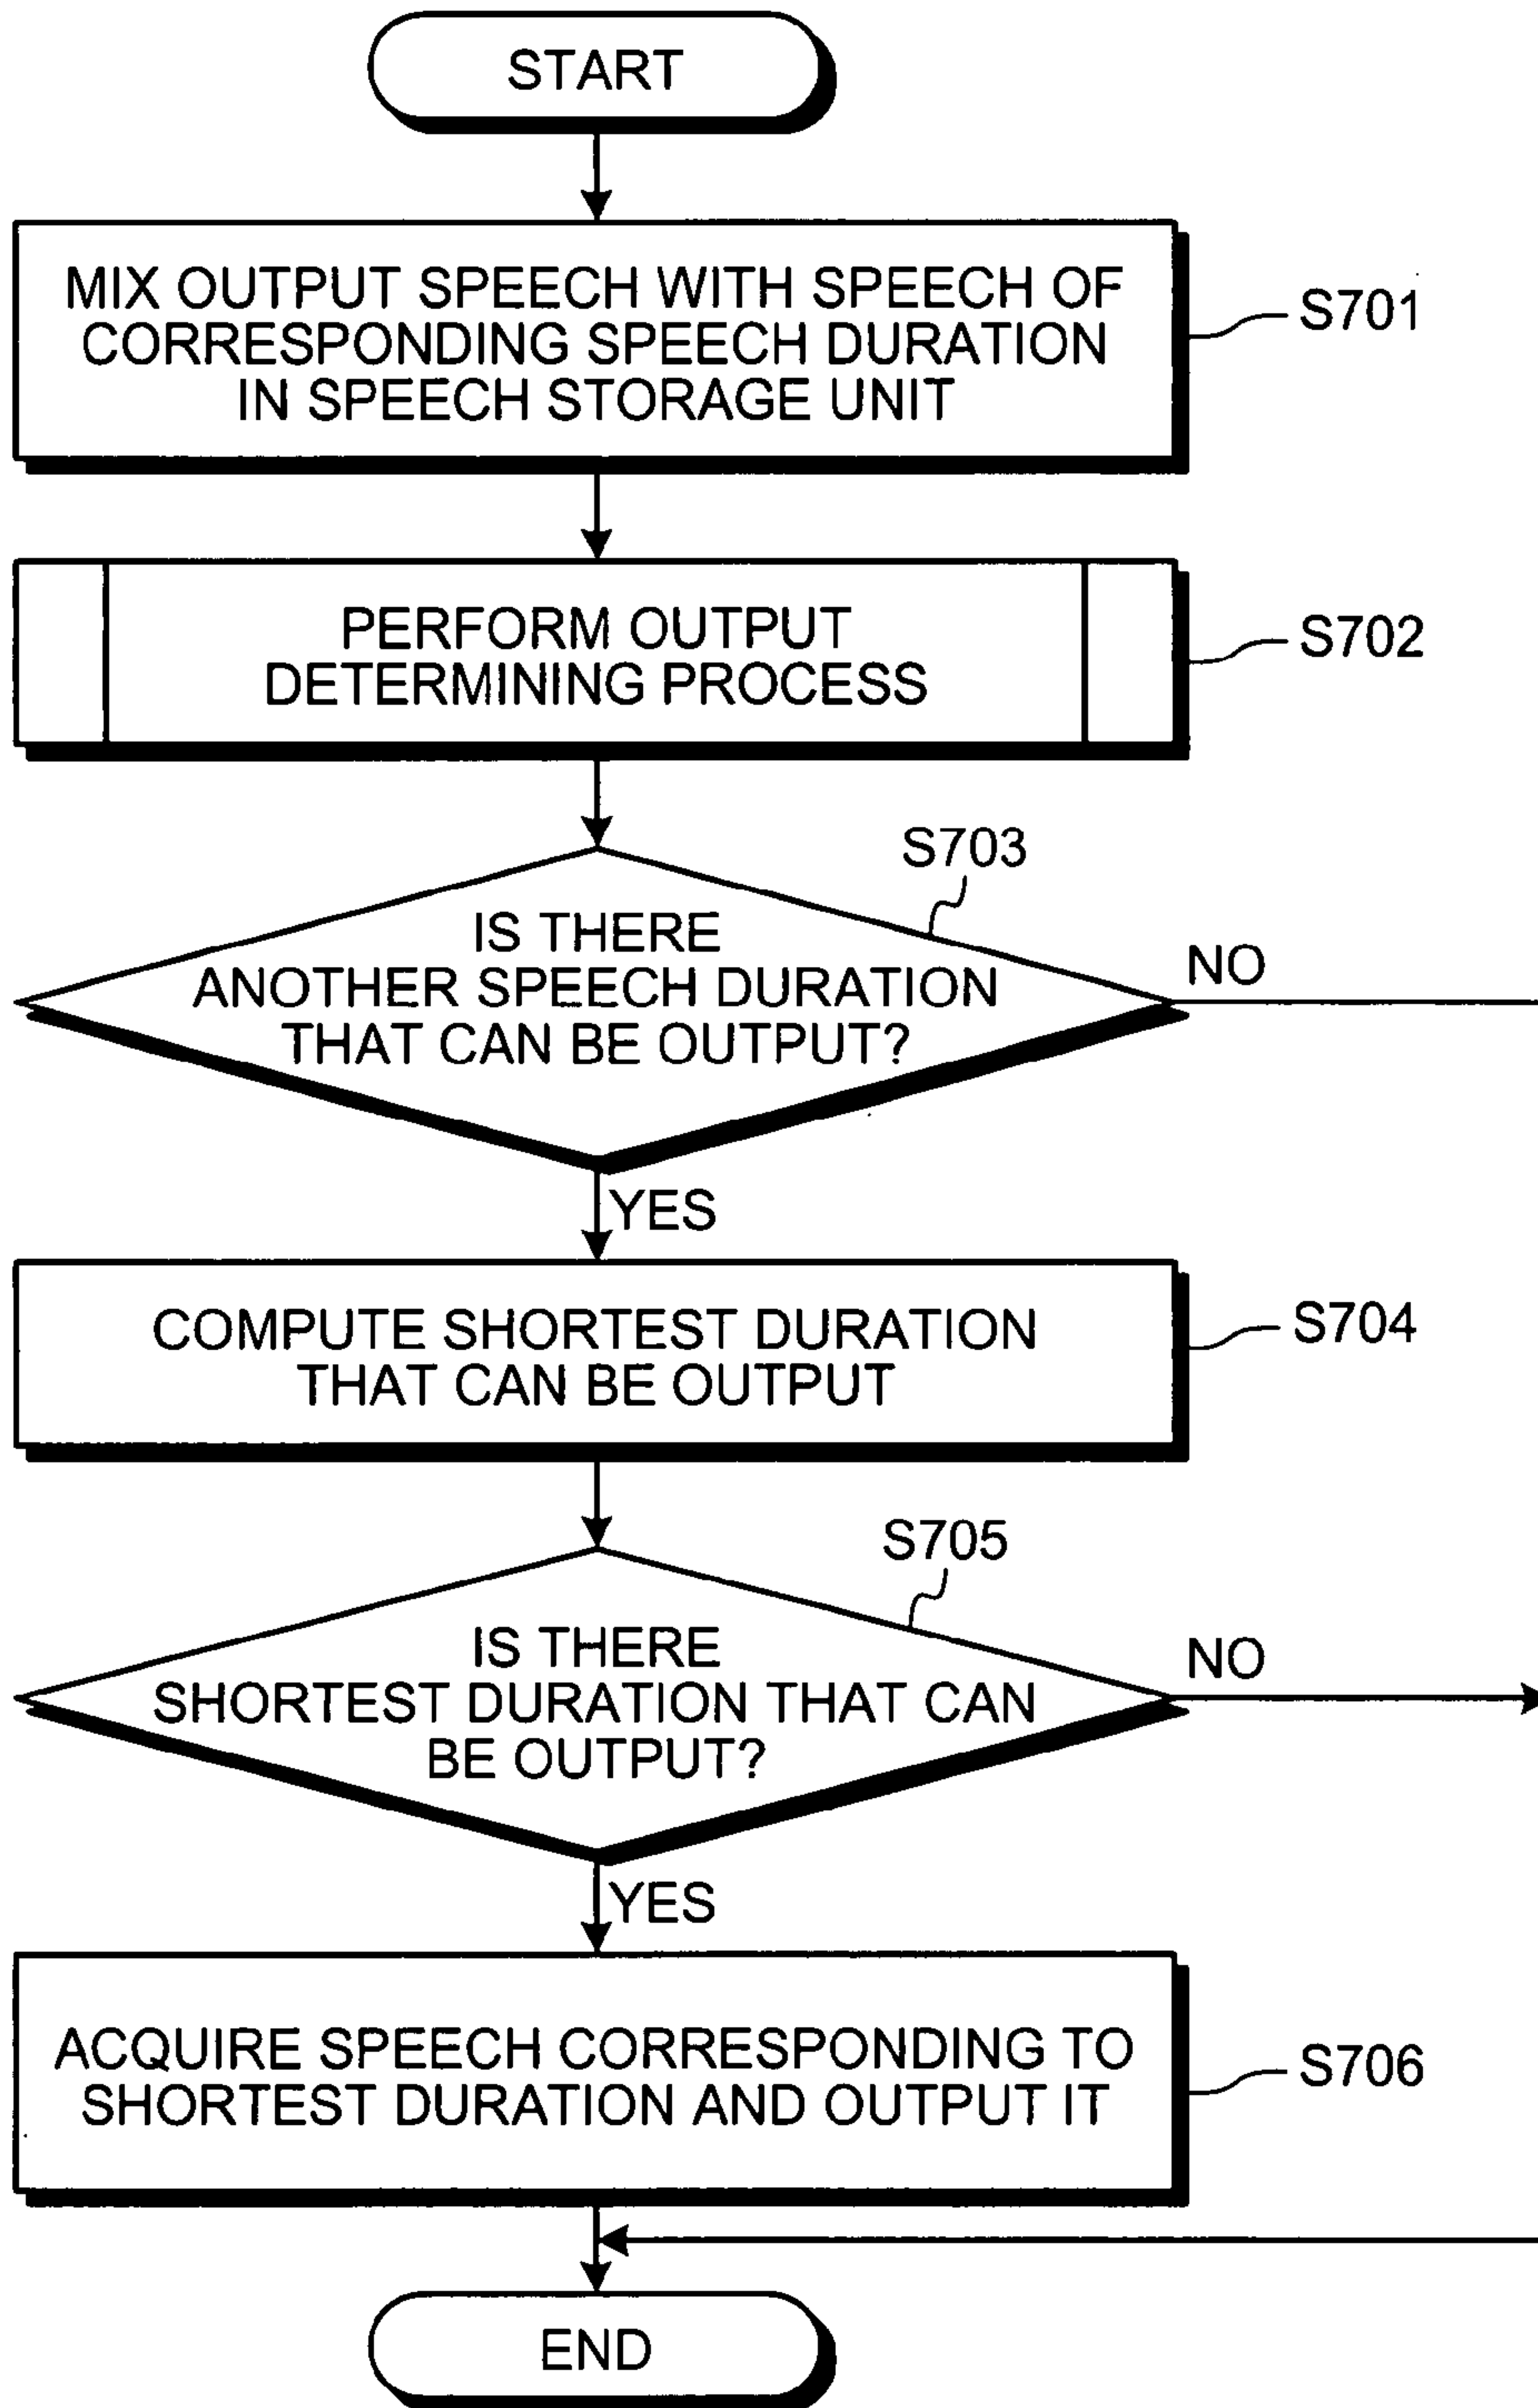 START
MIX OUTPUT SPEECH WITH SPEECH OF
CORRESPONDING SPEECH DURATION
IN SPEECH STORAGE UNIT
S701
PERFORM OUTPUT
DETERMINING PROCESS
S702
S703
IS THERE
ANOTHER SPEECH DURATION
THAT CAN BE OUTPUT?
NO
YES
COMPUTE SHORTEST DURATION
THAT CAN BE OUTPUT
S704
S705
IS THERE
SHORTEST DURATION THAT CAN
BE OUTPUT?
NO
YES
ACQUIRE SPEECH CORRESPONDING TO
SHORTEST DURATION AND OUTPUT IT
S706
END